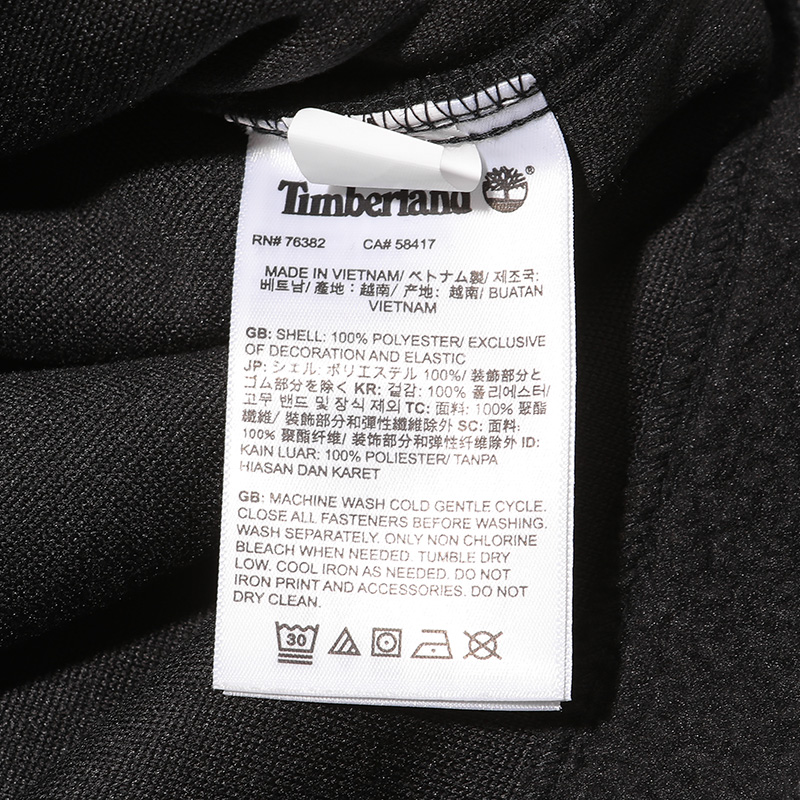 Timberland®
RN# 76382 CA# 58417
MADE IN VIETNAM/ ベトナム製/ 제조국:
베트남/ 產地：越南/ 产地: 越南/ BUATAN
VIETNAM
GB: SHELL: 100% POLYESTER/ EXCLUSIVE
OF DECORATION AND ELASTIC
JP: シェル: ポリエステル 100%/ 装飾部分と
ゴム部分を除く KR: 겉감: 100% 폴리에스터/
고무 밴드 및 장식 제외 TC: 面料: 100% 聚酯
纖維/ 裝飾部分和彈性纖維除外 SC: 面料:
100% 聚酯纤维/ 装饰部分和弹性纤维除外 ID:
KAIN LUAR: 100% POLIESTER/ TANPA
HIASAN DAN KARET
GB: MACHINE WASH COLD GENTLE CYCLE.
CLOSE ALL FASTENERS BEFORE WASHING.
WASH SEPARATELY. ONLY NON CHLORINE
BLEACH WHEN NEEDED. TUMBLE DRY
LOW. COOL IRON AS NEEDED. DO NOT
IRON PRINT AND ACCESSORIES. DO NOT
DRY CLEAN.
30